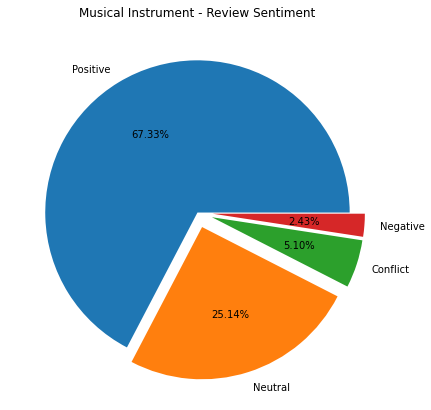 Musical Instrument - Review Sentiment
Positive
67.33%
2.43%
Negative
5.10%
Conflict
25.14%
Neutral